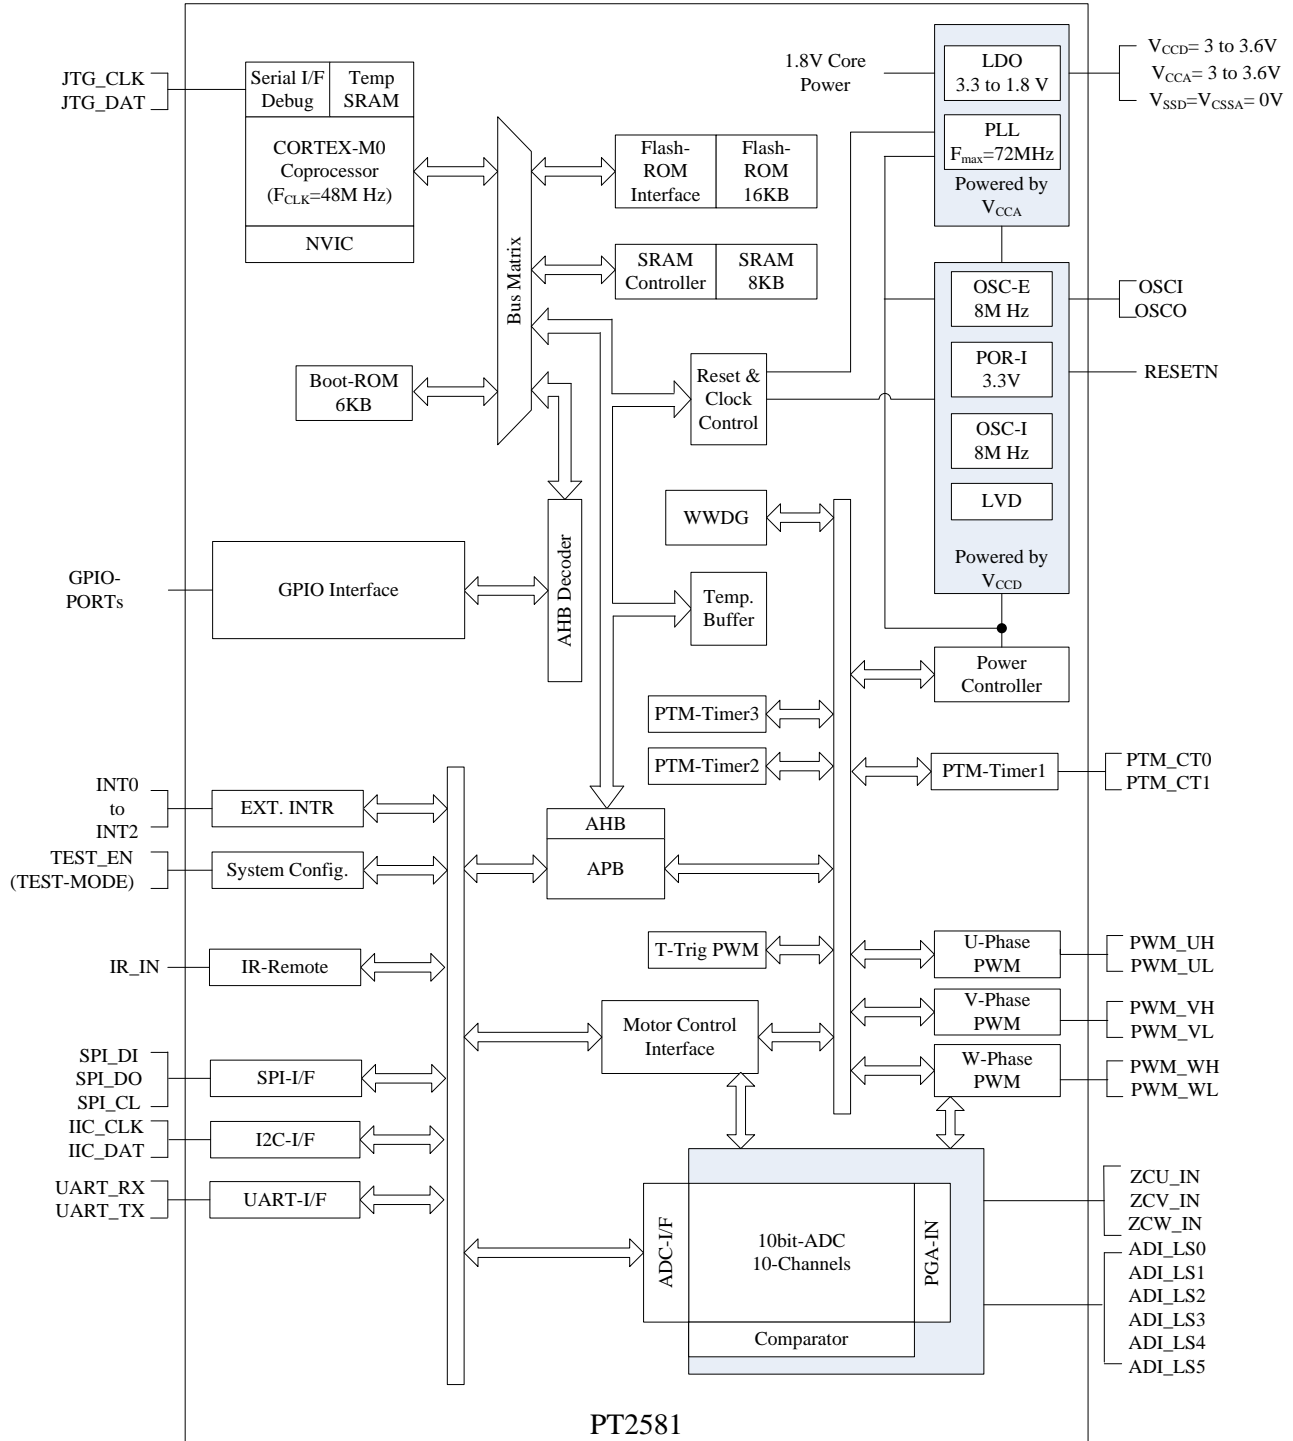 JTG_CLK
JTG_DAT
Serial I/F
Debug
Temp
SRAM
CORTEX-M0
Coprocessor
(FCLK=48M Hz)
NVIC
Bus Matrix
Flash-
ROM
Interface
Flash-
ROM
16KB
SRAM
Controller
SRAM
8KB
Boot-ROM
6KB
1.8V Core
Power
LDO
3.3 to 1.8 V
PLL
Fmax=72MHz
Powered by
VCCA
VCCD= 3 to 3.6V
VCCA= 3 to 3.6V
VSSD=VCSSA= 0V
OSC-E
8M Hz
POR-I
3.3V
OSC-I
8M Hz
LVD
Powered by
VCCD
OSCI
OSCO
RESETN
Reset &
Clock
Control
WWDG
Temp.
Buffer
GPIO-
PORTs
GPIO Interface
AHB Decoder
Power
Controller
PTM-Timer3
PTM-Timer2
PTM-Timer1
PTM_CT0
PTM_CT1
INT0
to
INT2
EXT. INTR
TEST_EN
(TEST-MODE)
System Config.
AHB
APB
IR_IN
IR-Remote
T-Trig PWM
U-Phase
PWM
PWM_UH
PWM_UL
V-Phase
PWM
PWM_VH
PWM_VL
W-Phase
PWM
PWM_WH
PWM_WL
Motor Control
Interface
SPI_DI
SPI_DO
SPI_CL
SPI-I/F
IIC_CLK
IIC_DAT
I2C-I/F
UART_RX
UART_TX
UART-I/F
ADC-I/F
10bit-ADC
10-Channels
PGA-IN
Comparator
ZCU_IN
ZCV_IN
ZCW_IN
ADI_LS0
ADI_LS1
ADI_LS2
ADI_LS3
ADI_LS4
ADI_LS5
PT2581